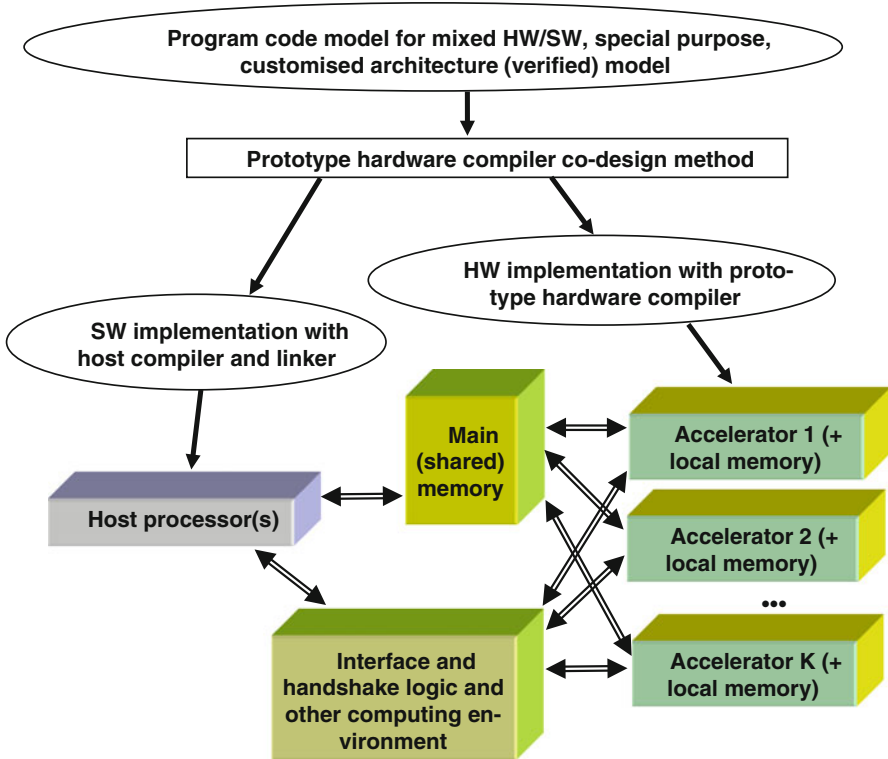 Program code model for mixed HW/SW, special purpose,
customised architecture (verified) model
Prototype hardware compiler co-design method
HW implementation with proto-
type hardware compiler
SW implementation with
host compiler and linker
Main
(shared)
memory
Accelerator 1 (+
local memory)
Host processor(s)
Accelerator 2 (+
local memory)
...
Interface and
handshake logic and
other computing en-
vironment
Accelerator K (+
local memory)